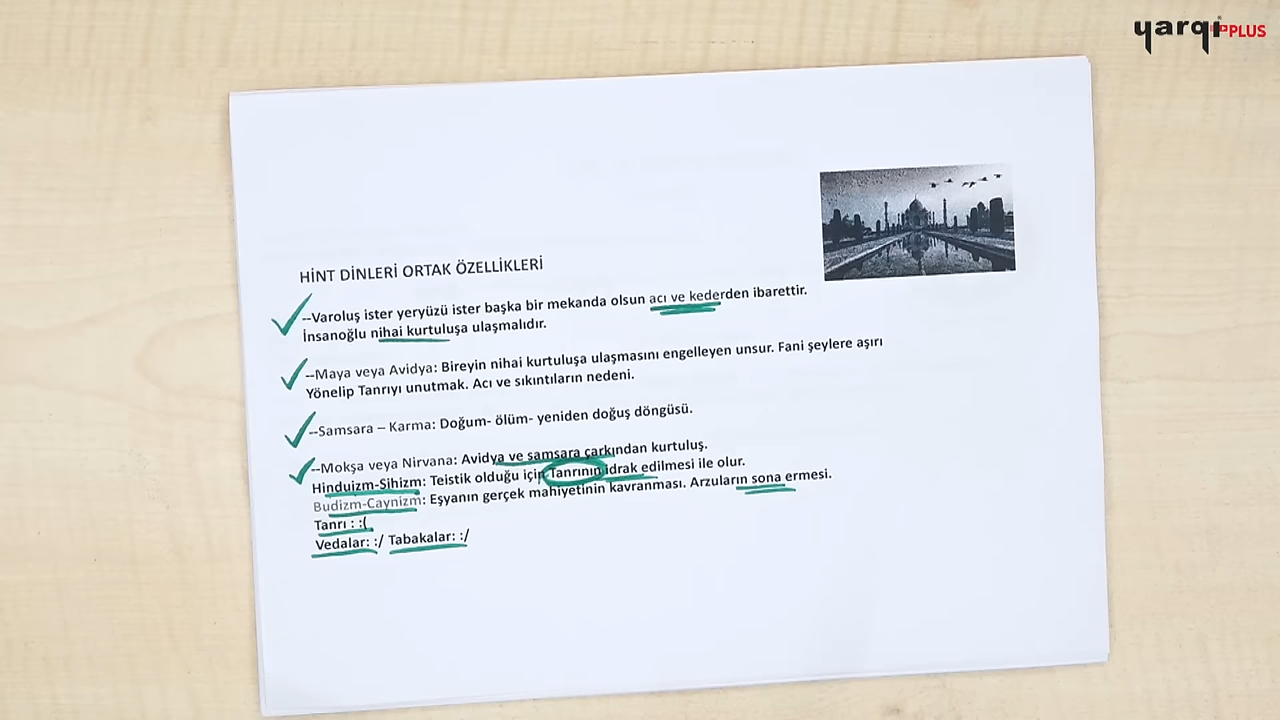 yarqi PLUS
HİNT DİNLERİ ORTAK ÖZELLİKLERİ
--Varoluş ister yeryüzü ister başka bir mekanda olsun acı ve kederden ibarettir.
İnsanoğlu nihai kurtuluşa ulaşmalıdır.
--Maya veya Avidya: Bireyin nihai kurtuluşa ulaşmasını engelleyen unsur. Fani şeylere aşırı
Yönelip Tanrıyı unutmak. Acı ve sıkıntıların nedeni.
--Samsara – Karma: Doğum- ölüm- yeniden doğuş döngüsü.
--Mokşa veya Nirvana: Avidya ve samsara çarkından kurtuluş.
Hinduizm-Sihizm: Teistik olduğu için Tanrının idrak edilmesi ile olur.
Budizm-Caynizm: Eşyanın gerçek mahiyetinin kavranması. Arzuların sona ermesi.
Tanrı : :(
Vedalar: :/ Tabakalar: :/